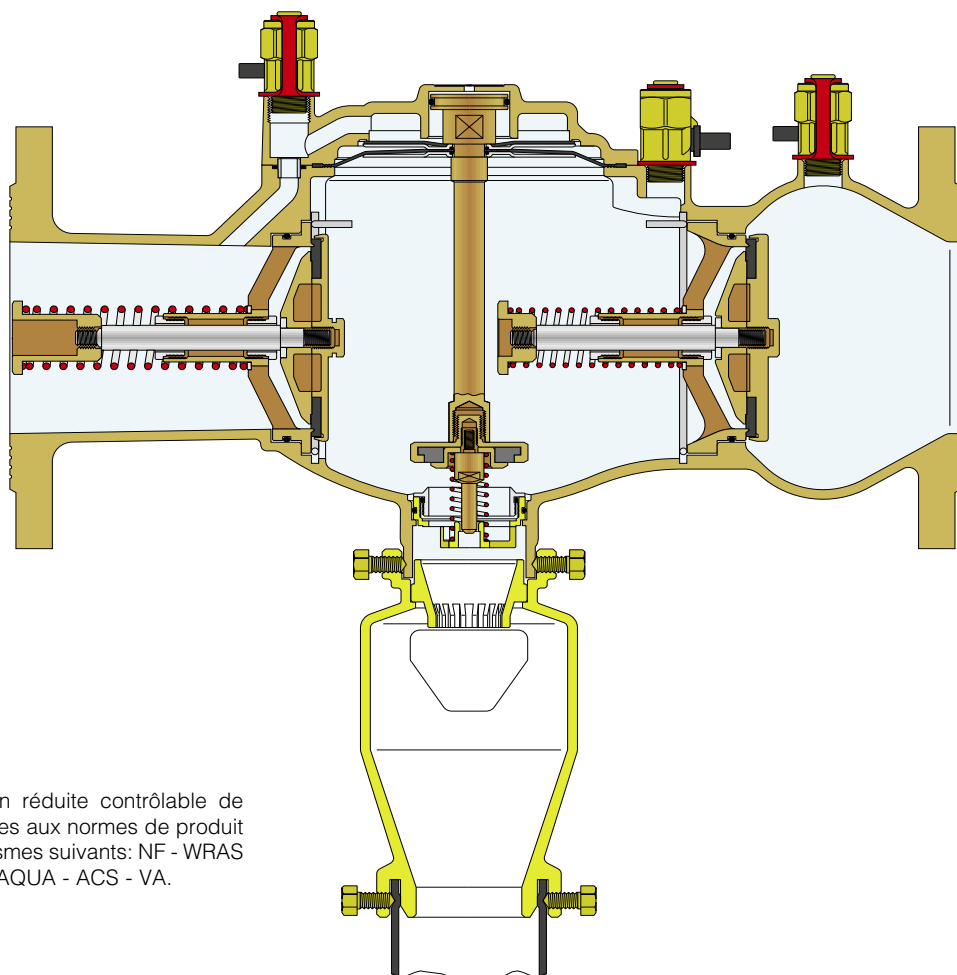 n réduite contrôlable de
es aux normes de produit
smes suivants: NF - WRAS
AQUA - ACS - VA.